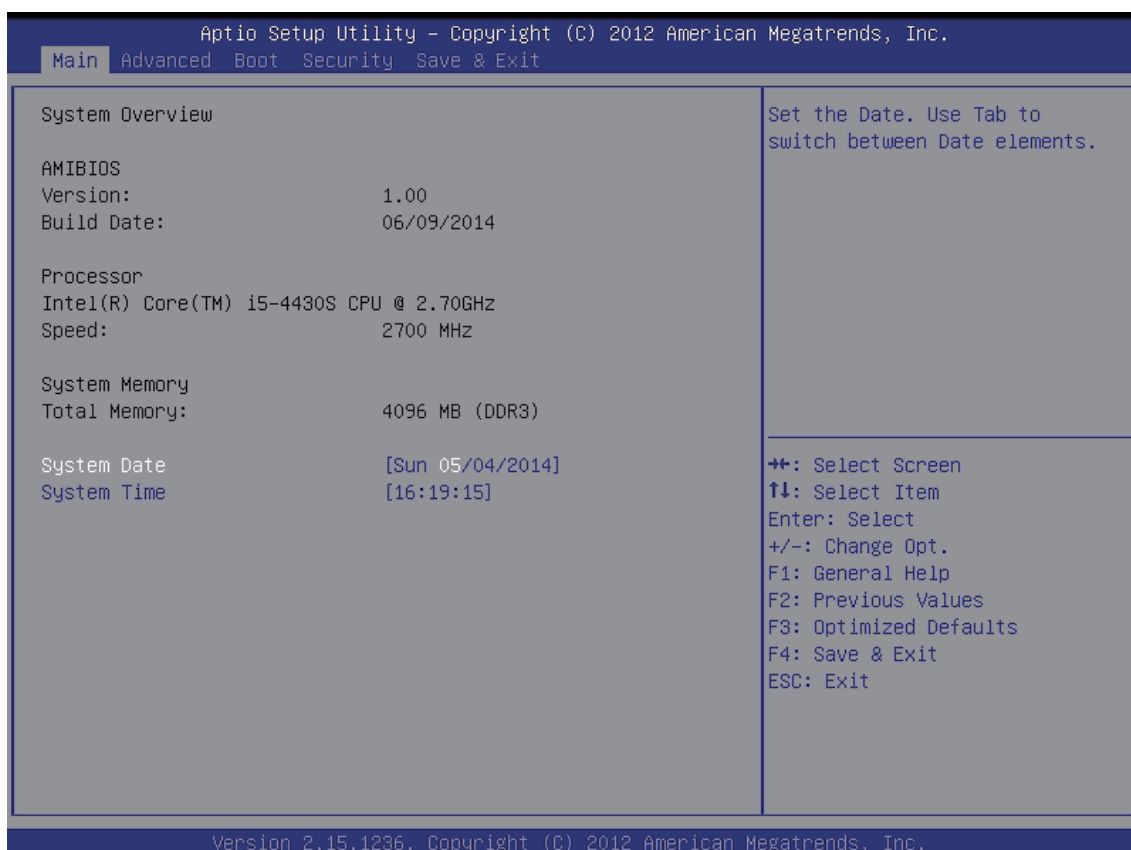 Aptio Setup Utility – Copyright (C) 2012 American Megatrends, Inc.
Main Advanced Boot Security Save & Exit
System Overview
AMIBIOS
Version: 1.00
Build Date: 06/09/2014
Processor
Intel(R) Core(TM) i5-4430S CPU @ 2.70GHz
Speed: 2700 MHz
System Memory
Total Memory: 4096 MB (DDR3)
System Date [Sun 05/04/2014]
System Time [16:19:15]
Set the Date. Use Tab to
switch between Date elements.
→←: Select Screen
↑↓: Select Item
Enter: Select
+/-: Change Opt.
F1: General Help
F2: Previous Values
F3: Optimized Defaults
F4: Save & Exit
ESC: Exit
Version 2.15.1236. Copyright (C) 2012 American Megatrends, Inc.